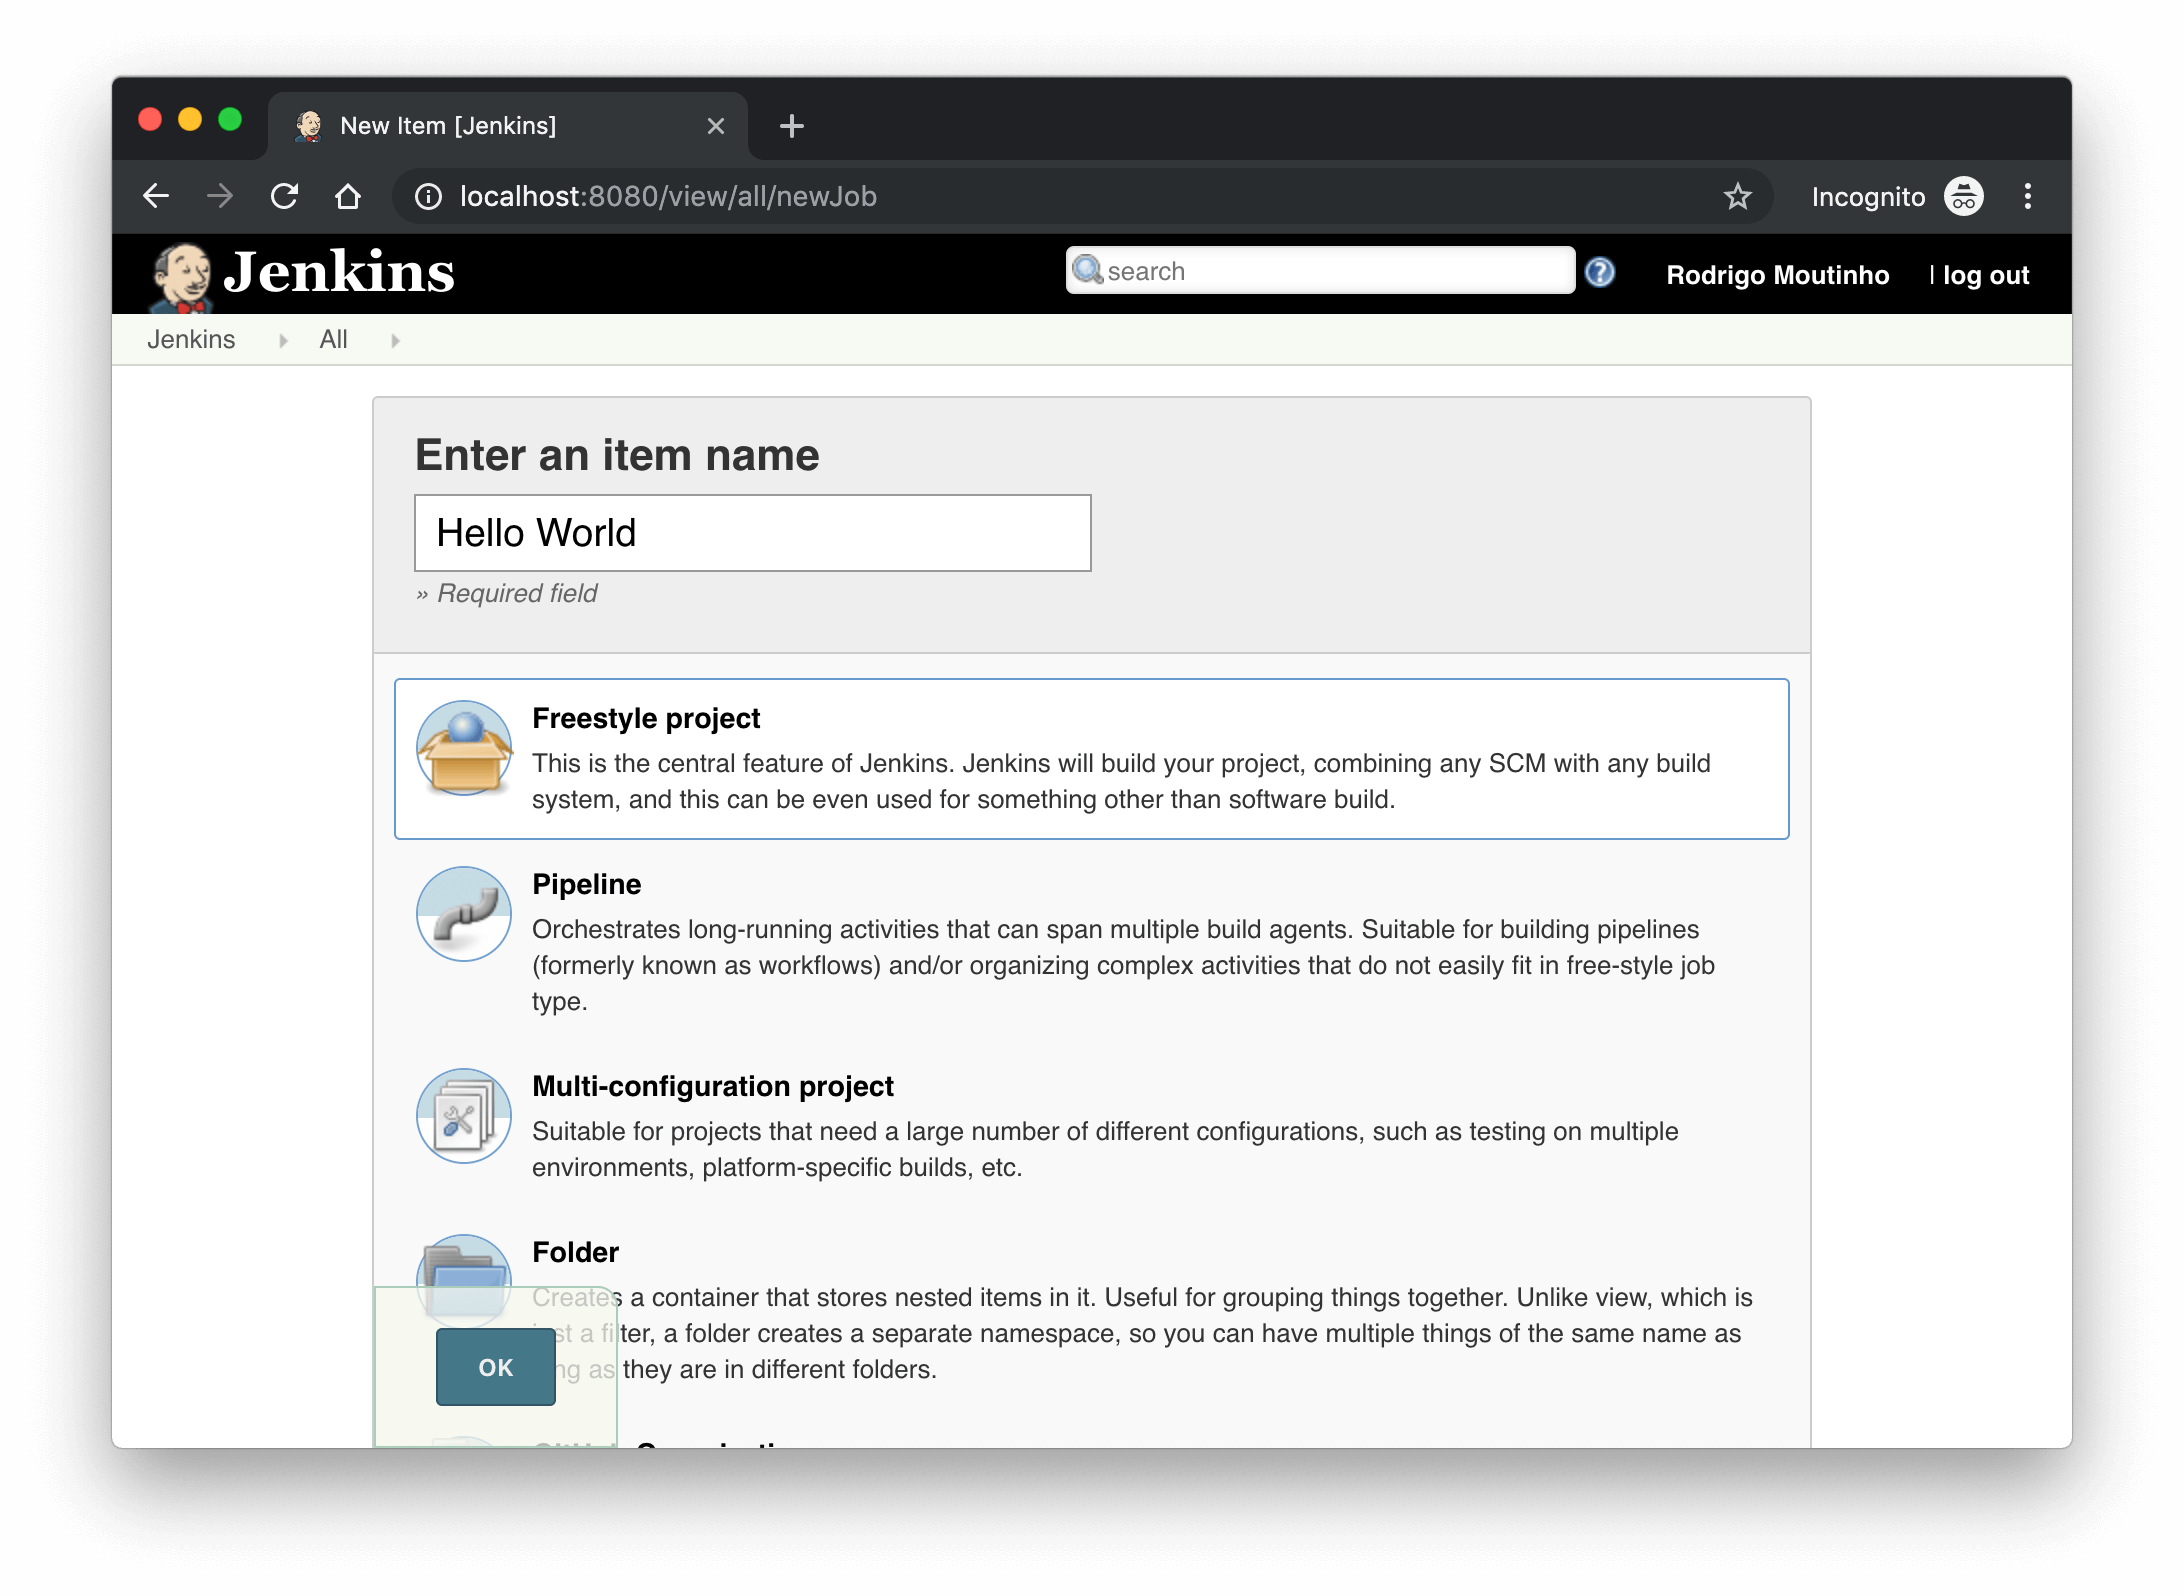 New Item [Jenkins]
localhost:8080/view/all/newJob
Incognito
Jenkins
search
Rodrigo Moutinho
| log out
Jenkins
All
Enter an item name
Hello World
» Required field
Freestyle project
This is the central feature of Jenkins. Jenkins will build your project, combining any SCM with any build
system, and this can be even used for something other than software build.
Pipeline
Orchestrates long-running activities that can span multiple build agents. Suitable for building pipelines
(formerly known as workflows) and/or organizing complex activities that do not easily fit in free-style job
type.
Multi-configuration project
Suitable for projects that need a large number of different configurations, such as testing on multiple
environments, platform-specific builds, etc.
Folder
Creates a container that stores nested items in it. Useful for grouping things together. Unlike view, which is
a filter, a folder creates a separate namespace, so you can have multiple things of the same name as
as they are in different folders.
OK